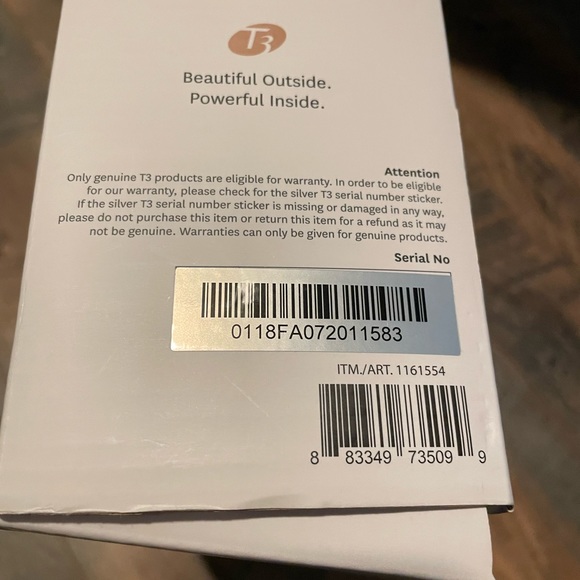 T3
Beautiful Outside.
Powerful Inside.
Attention
Only genuine T3 products are eligible for warranty. In order to be eligible
for our warranty, please check for the silver T3 serial number sticker.
If the silver T3 serial number sticker is missing or damaged in any way,
please do not purchase this item or return this item for a refund as it may
not be genuine. Warranties can only be given for genuine products.
Serial No
0118FA072011583
ITM./ART. 1161554
8 83349 73509 9